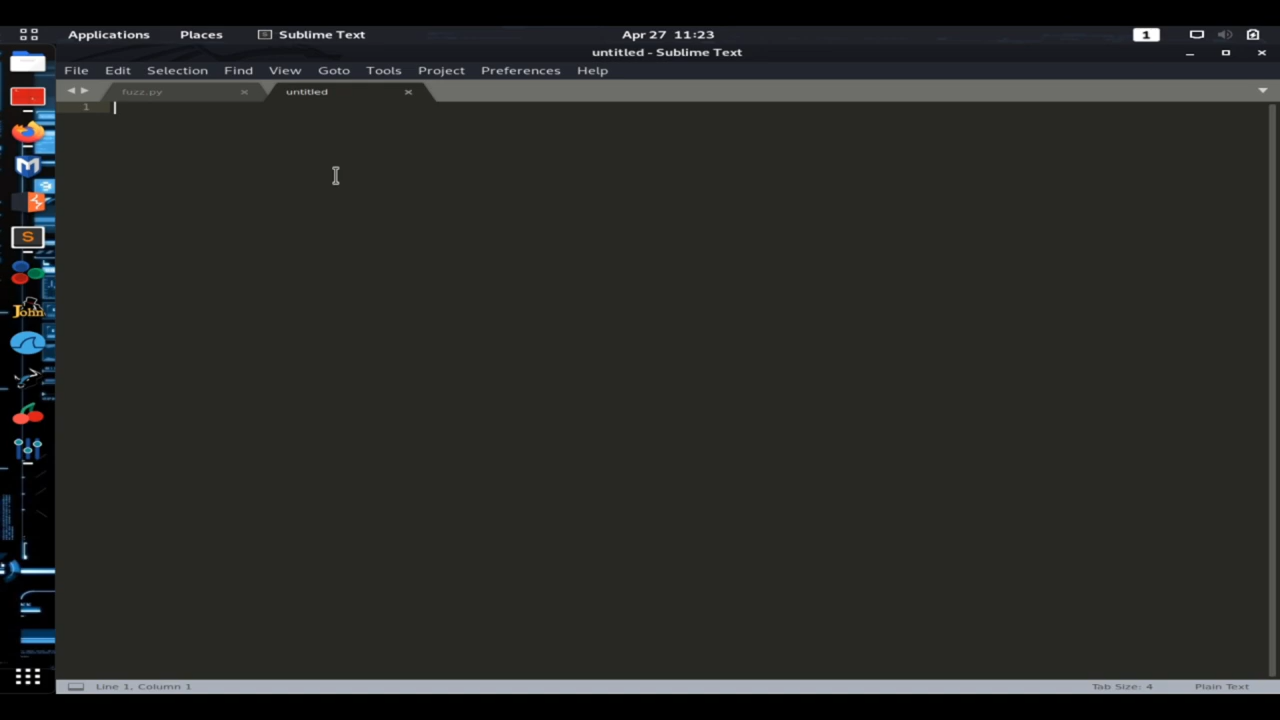 Applications Places Sublime Text Apr 27 11:23 1
untitled - Sublime Text
File Edit Selection Find View Goto Tools Project Preferences Help
fuzz.py untitled
1
S
John
Line 1, Column 1 Tab Size: 4 Plain Text